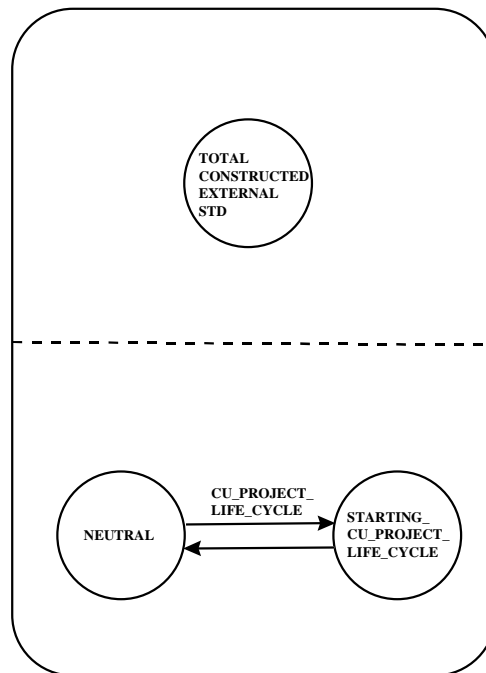 TOTAL
CONSTRUCTED
EXTERNAL
STD
CU_PROJECT_
LIFE_CYCLE
NEUTRAL
STARTING_
CU_PROJECT_
LIFE_CYCLE